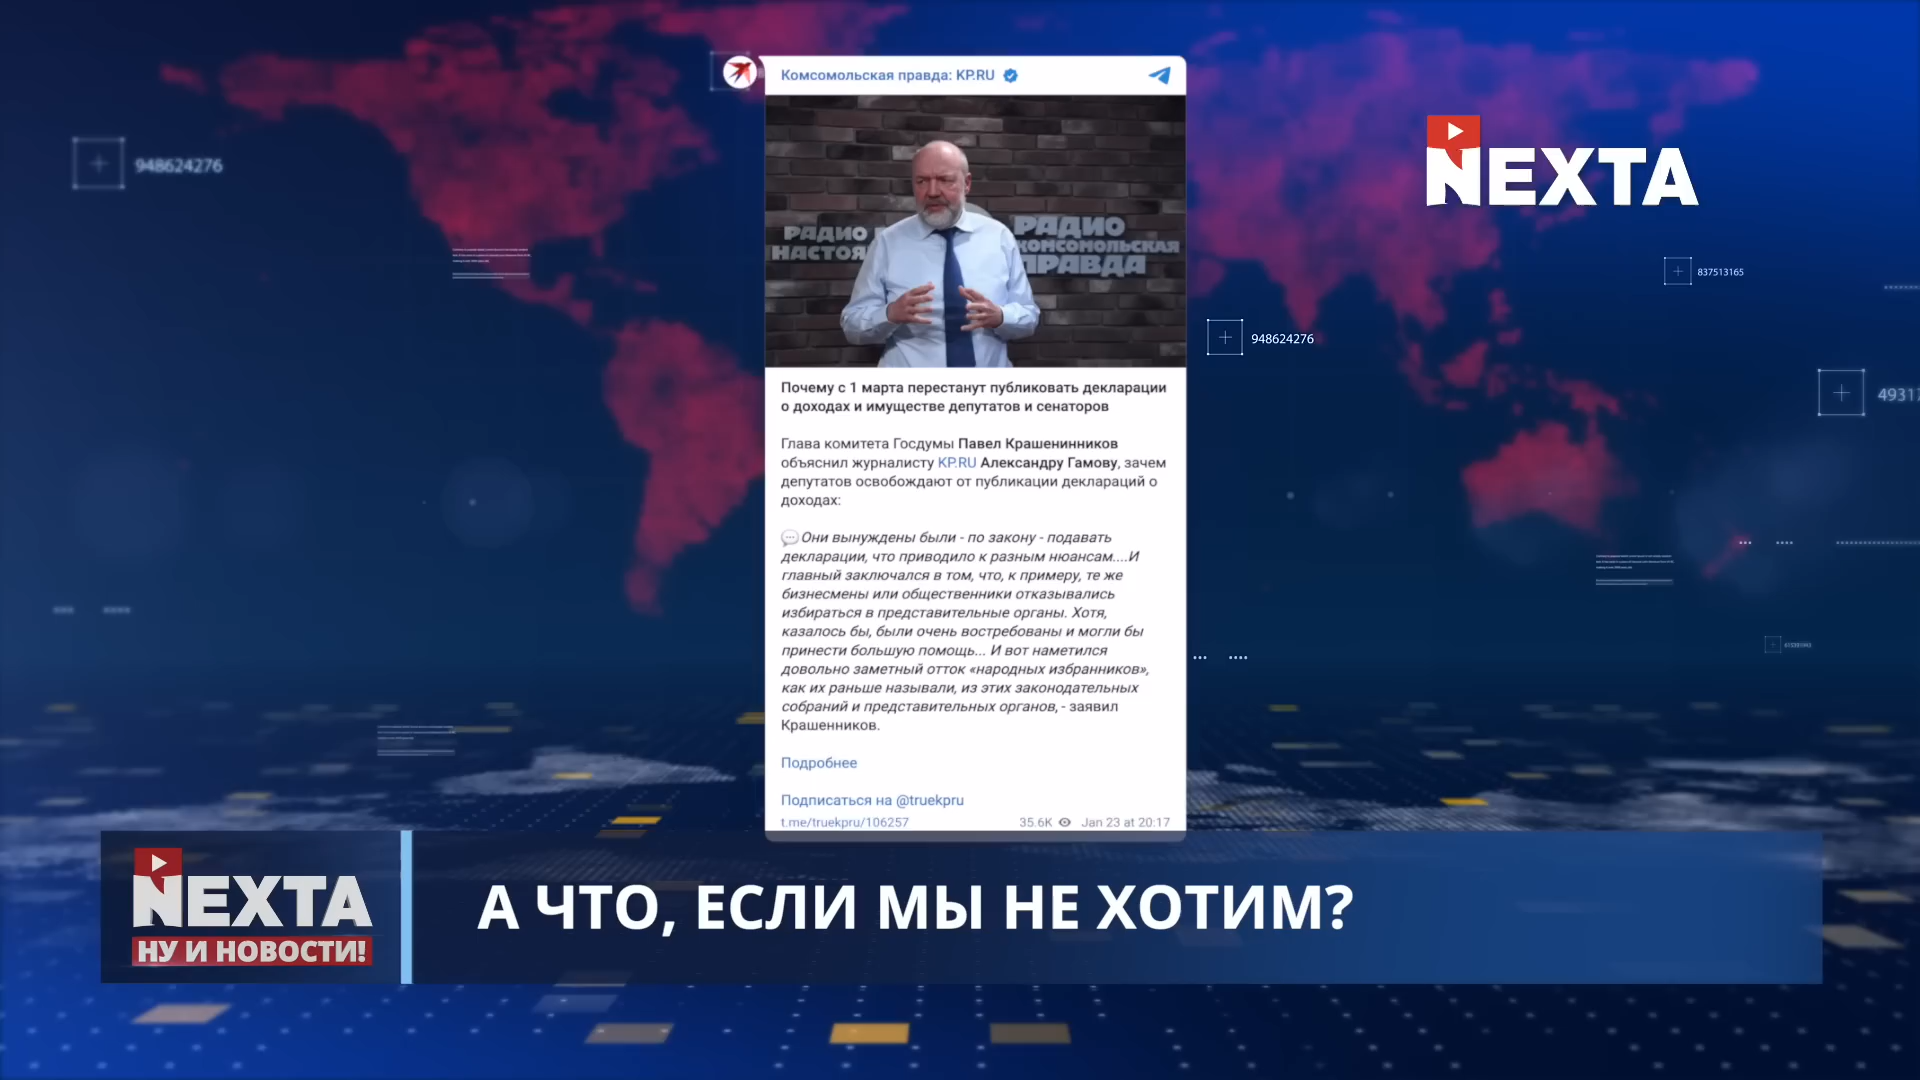 Комсомольская правда: KP.RU
NEXTA
948624276
РАДИО
НАСТОЯ
РАДИО
КОМСОМОЛЬСКАЯ
ПРАВДА
837513165
948624276
49317
Почему с 1 марта перестанут публиковать декларации
о доходах и имуществе депутатов и сенаторов
Глава комитета Госдумы Павел Крашенинников
объяснил журналисту KP.RU Александру Гамову, зачем
депутатов освобождают от публикации деклараций о
доходах:
Они вынуждены были - по закону - подавать
декларации, что приводило к разным нюансам....И
главный заключался в том, что, к примеру, те же
бизнесмены или общественники отказывались
избираться в представительные органы. Хотя,
казалось бы, были очень востребованы и могли бы
принести большую помощь... И вот наметился
довольно заметный отток «народных избранников»,
как их раньше называли, из этих законодательных
собраний и представительных органов, - заявил
Крашенников.
Подробнее
Подписаться на @truekpru
t.me/truekpru/106257 35.6K Jan 23 at 20:17
NEXTA
НУ И НОВОСТИ!
А ЧТО, ЕСЛИ МЫ НЕ ХОТИМ?